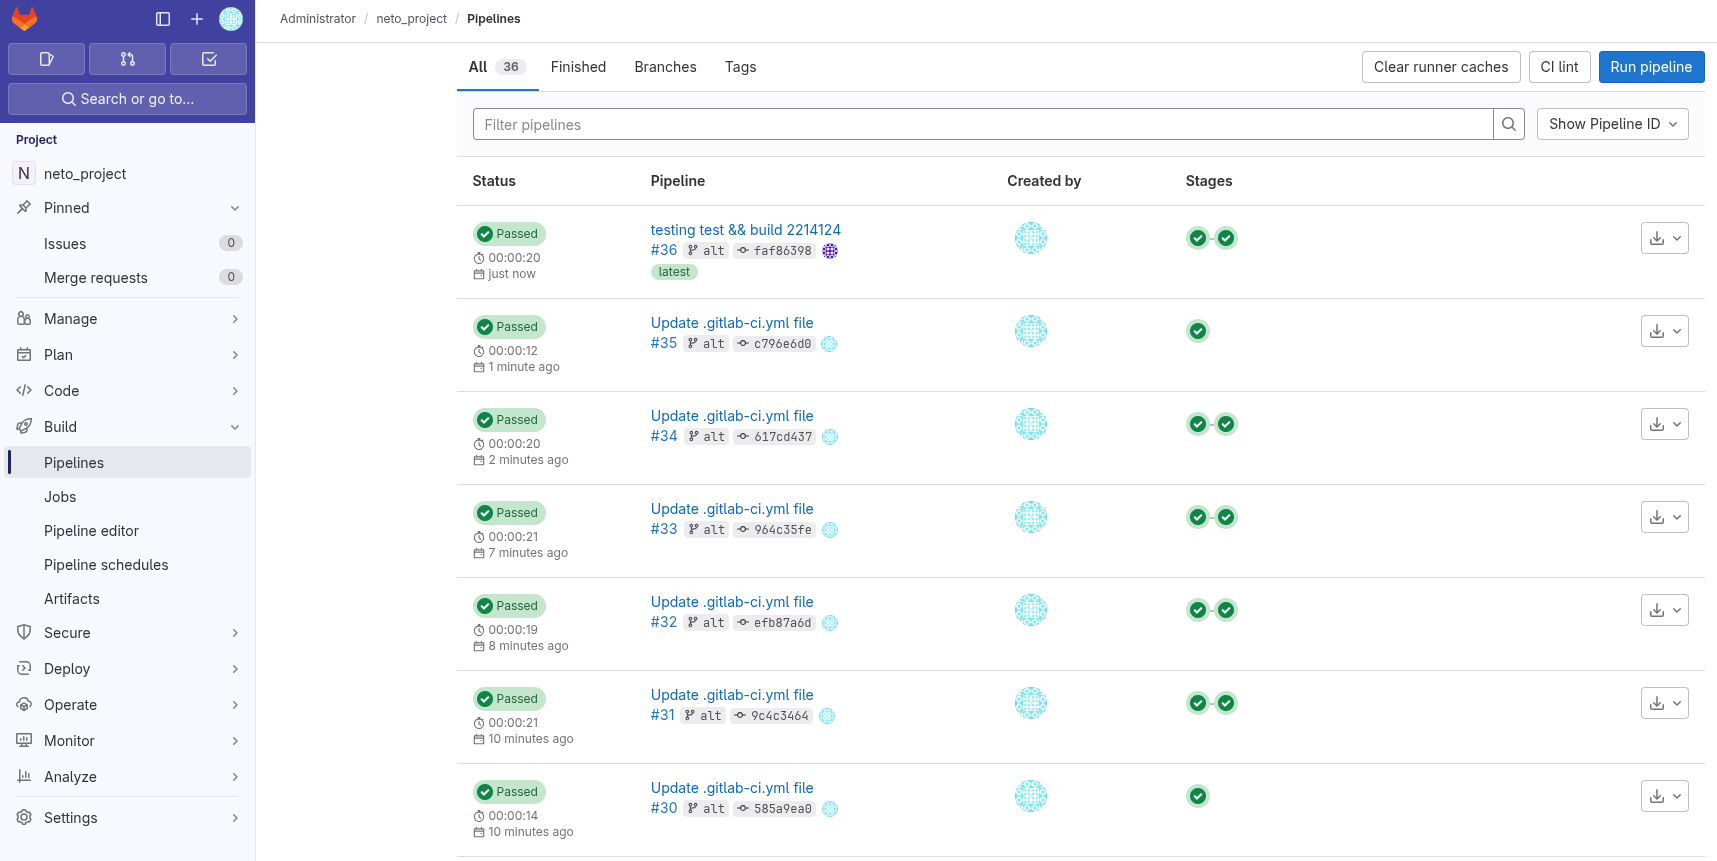 Administrator / neto_project / Pipelines
Search or go to...
Project
N neto_project
Pinned
Issues 0
Merge requests 0
Manage
Plan
Code
Build
Pipelines
Jobs
Pipeline editor
Pipeline schedules
Artifacts
Secure
Deploy
Operate
Monitor
Analyze
Settings
All 36 Finished Branches Tags
Clear runner caches CI lint Run pipeline
Filter pipelines Show Pipeline ID
Status Pipeline Created by Stages
Passed
00:00:20
just now
testing test && build 2214124
#36 alt faf86398
latest
Passed
00:00:12
1 minute ago
Update .gitlab-ci.yml file
#35 alt c796e6d0
Passed
00:00:20
2 minutes ago
Update .gitlab-ci.yml file
#34 alt 617cd437
Passed
00:00:21
7 minutes ago
Update .gitlab-ci.yml file
#33 alt 964c35fe
Passed
00:00:19
8 minutes ago
Update .gitlab-ci.yml file
#32 alt efb87a6d
Passed
00:00:21
10 minutes ago
Update .gitlab-ci.yml file
#31 alt 9c4c3464
Passed
00:00:14
10 minutes ago
Update .gitlab-ci.yml file
#30 alt 585a9ea0